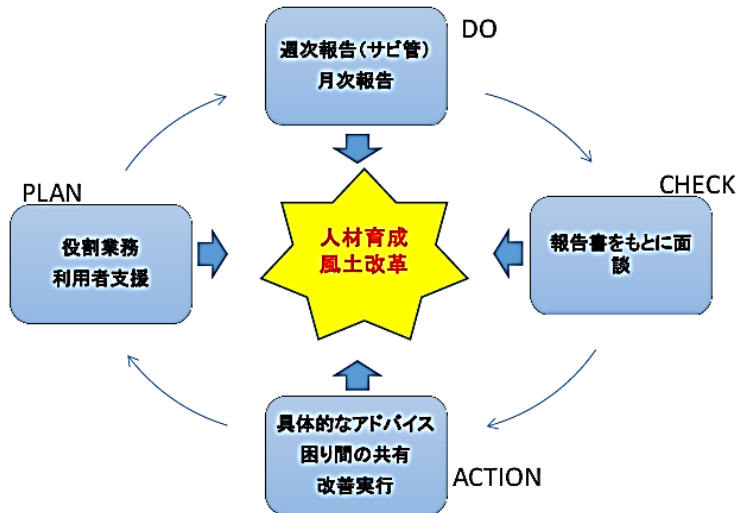 DO
週次報告(サビ管)
月次報告
PLAN
役割業務
利用者支援
人材育成
風土改革
CHECK
報告書をもとに面
談
具体的なアドバイス
困り間の共有
改善実行
ACTION